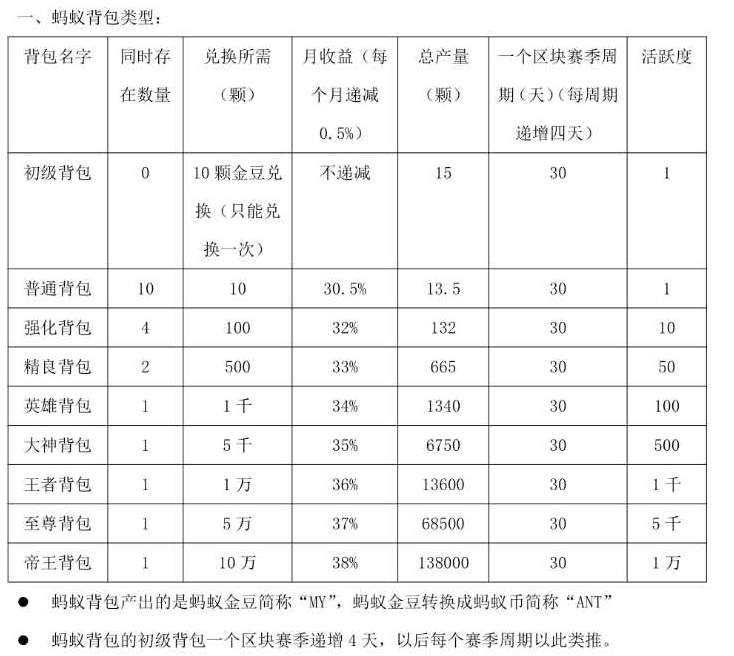 一、蚂蚁背包类型：
背包名字 同时存在数量 兑换所需（颗） 月收益（每个月递减0.5%） 总产量（颗） 一个区块赛季周期（天）（每周期递增四天） 活跃度
初级背包 0 10颗金豆兑换（只能兑换一次） 不递减 15 30 1
普通背包 10 10 30.5% 13.5 30 1
强化背包 4 100 32% 132 30 10
精良背包 2 500 33% 665 30 50
英雄背包 1 1千 34% 1340 30 100
大神背包 1 5千 35% 6750 30 500
王者背包 1 1万 36% 13600 30 1千
至尊背包 1 5万 37% 68500 30 5千
帝王背包 1 10万 38% 138000 30 1万
● 蚂蚁背包产出的是蚂蚁金豆简称“MY”，蚂蚁金豆转换成蚂蚁币简称“ANT”
● 蚂蚁背包的初级背包一个区块赛季递增4天，以后每个赛季周期以此类推。